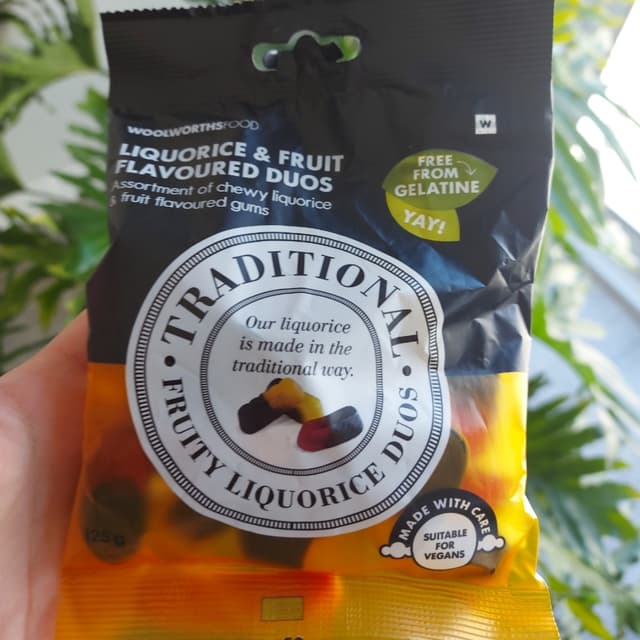 WOOLWORTHSFOOD
W
LIQUORICE & FRUIT
FLAVOURED DUOS
Assortment of chewy liquorice
& fruit flavoured gums
FREE
FROM
GELATINE
YAY!
TRADITIONAL
Our liquorice
is made in the
traditional way.
• FRUITY LIQUORICE DUOS •
125 g
MADE WITH CARE
SUITABLE
FOR
VEGANS